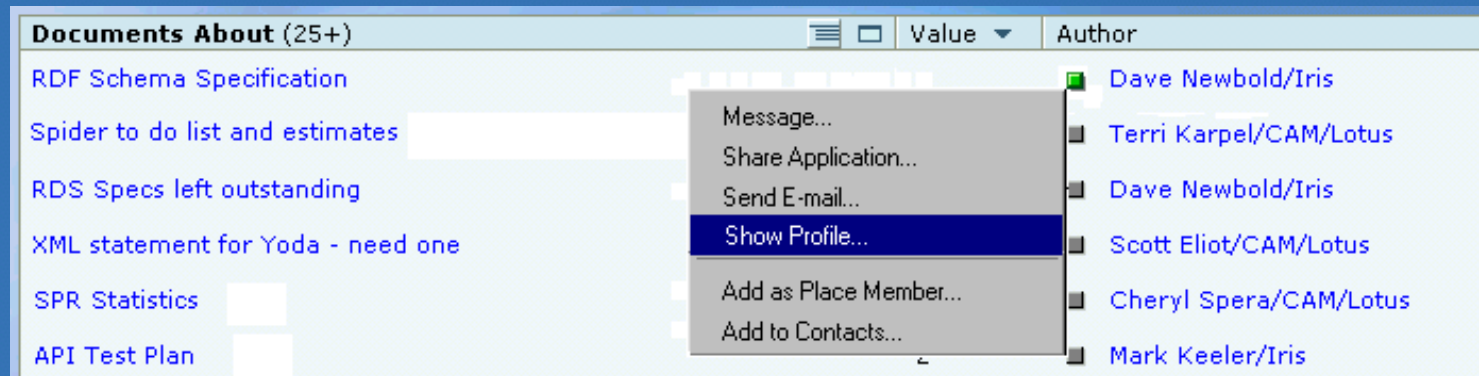 Documents About (25+) Value Author
RDF Schema Specification Dave Newbold/Iris
Message...
Spider to do list and estimates Terri Karpel/CAM/Lotus
Share Application...
RDS Specs left outstanding Dave Newbold/Iris
Send E-mail...
Show Profile...
XML statement for Yoda - need one Scott Eliot/CAM/Lotus
Add as Place Member...
SPR Statistics Cheryl Spera/CAM/Lotus
Add to Contacts...
API Test Plan Mark Keeler/Iris